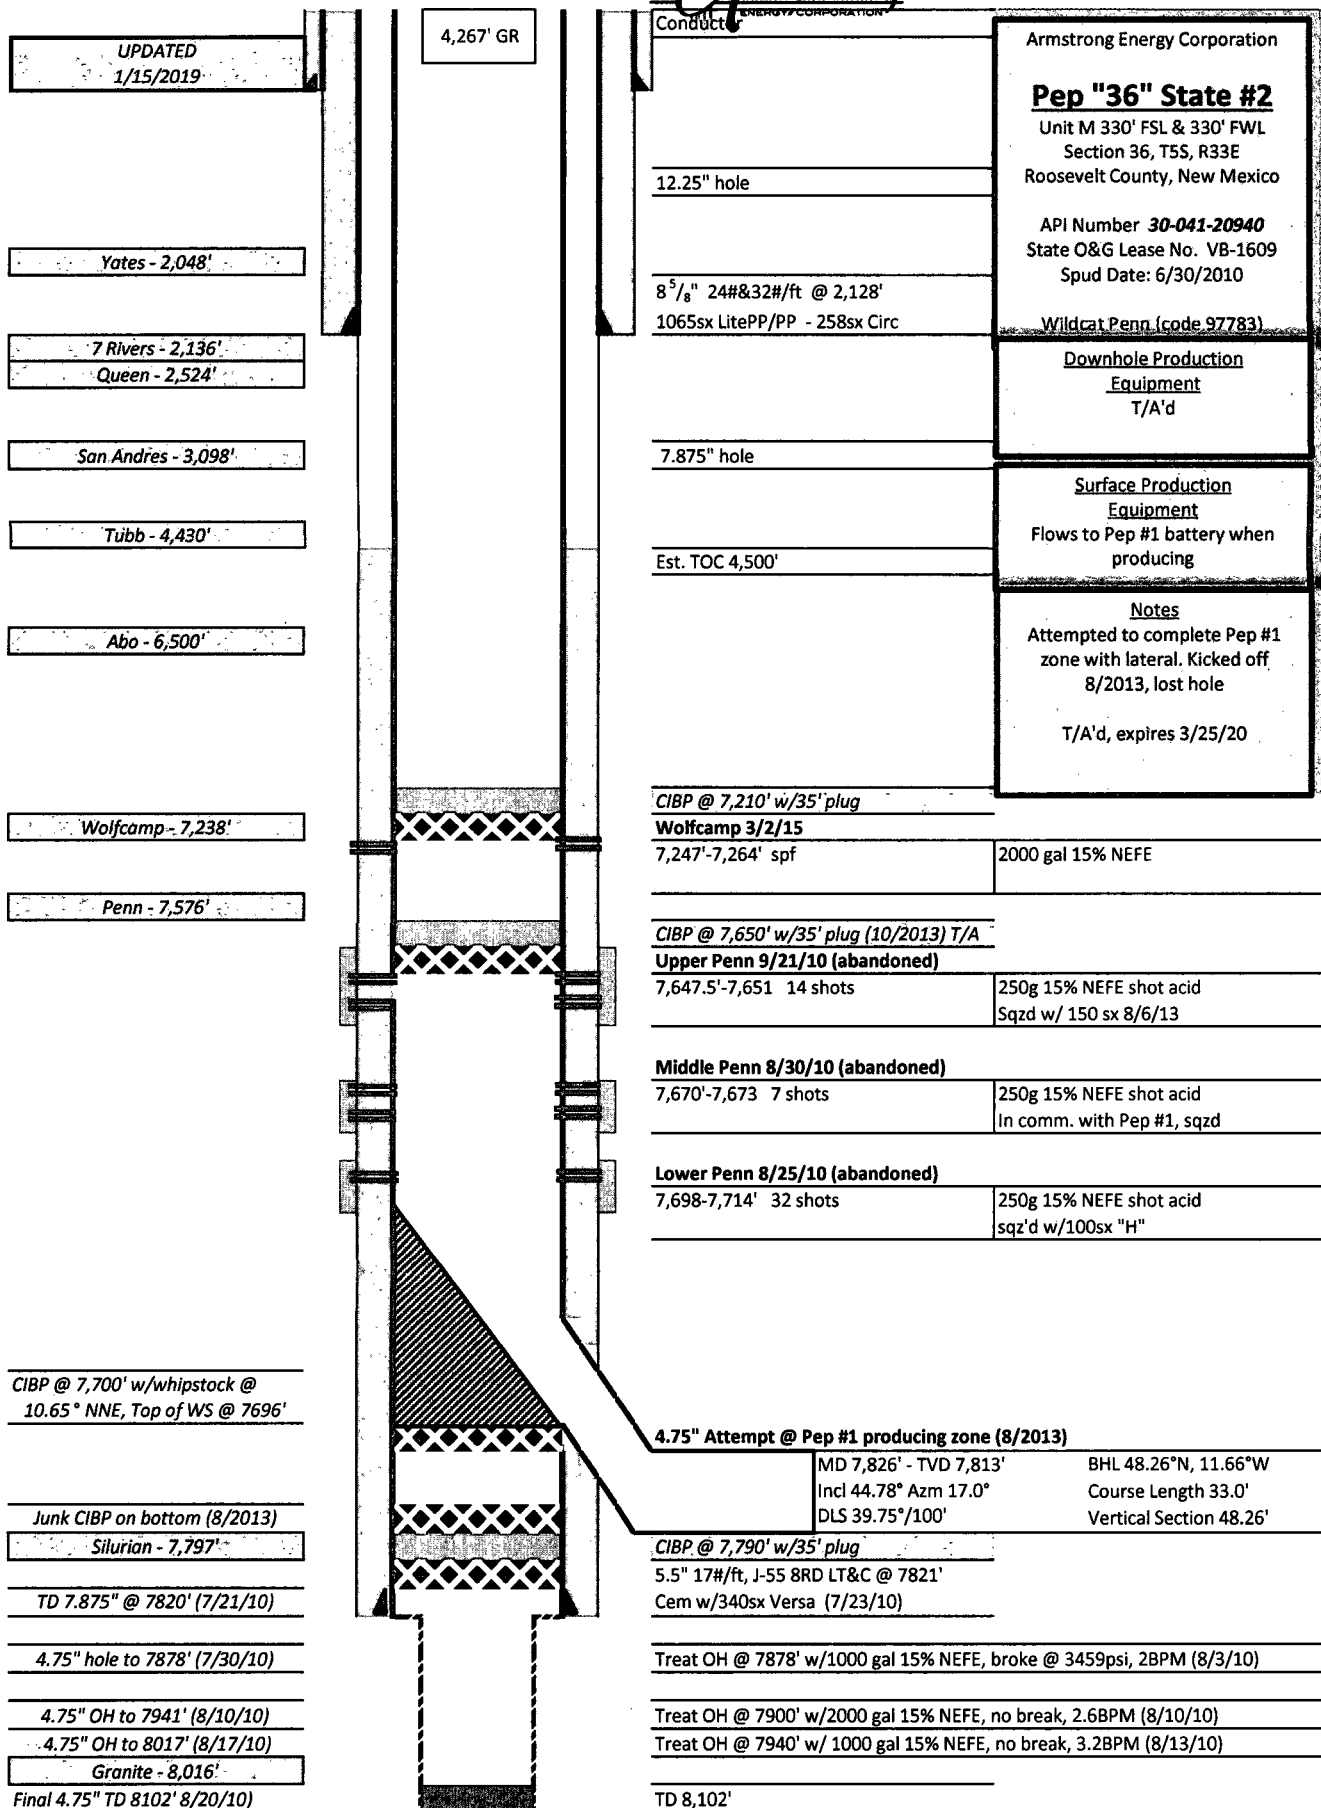 ENERGY CORPORATION
4,267' GR
Conductor
UPDATED
1/15/2019
Armstrong Energy Corporation
Pep "36" State #2
Unit M 330' FSL & 330' FWL
Section 36, T5S, R33E
Roosevelt County, New Mexico
API Number 30-041-20940
State O&G Lease No. VB-1609
Spud Date: 6/30/2010
Wildcat Penn (code 97783)
12.25" hole
Yates - 2,048'
8 5/8" 24#&32#/ft @ 2,128'
1065sx LitePP/PP - 258sx Circ
7 Rivers - 2,136'
Queen - 2,524'
Downhole Production
Equipment
T/A'd
San Andres - 3,098'
7.875" hole
Surface Production
Equipment
Flows to Pep #1 battery when
producing
Tubb - 4,430'
Est. TOC 4,500'
Notes
Attempted to complete Pep #1
zone with lateral. Kicked off
8/2013, lost hole
T/A'd, expires 3/25/20
Abo - 6,500'
CIBP @ 7,210' w/35' plug
Wolfcamp - 7,238'
Wolfcamp 3/2/15
7,247'-7,264' spf
2000 gal 15% NEFE
Penn - 7,576'
CIBP @ 7,650' w/35' plug (10/2013) T/A
Upper Penn 9/21/10 (abandoned)
7,647.5'-7,651 14 shots
250g 15% NEFE shot acid
Sqzd w/ 150 sx 8/6/13
Middle Penn 8/30/10 (abandoned)
7,670'-7,673 7 shots
250g 15% NEFE shot acid
In comm. with Pep #1, sqzd
Lower Penn 8/25/10 (abandoned)
7,698-7,714' 32 shots
250g 15% NEFE shot acid
sqz'd w/100sx "H"
CIBP @ 7,700' w/whipstock @
10.65° NNE, Top of WS @ 7696'
4.75" Attempt @ Pep #1 producing zone (8/2013)
MD 7,826' - TVD 7,813'
BHL 48.26°N, 11.66°W
Incl 44.78° Azm 17.0°
Course Length 33.0'
DLS 39.75°/100'
Vertical Section 48.26'
Junk CIBP on bottom (8/2013)
Silurian - 7,797'
CIBP @ 7,790' w/35' plug
5.5" 17#/ft, J-55 8RD LT&C @ 7821'
TD 7.875" @ 7820' (7/21/10)
Cem w/340sx Versa (7/23/10)
4.75" hole to 7878' (7/30/10)
Treat OH @ 7878' w/1000 gal 15% NEFE, broke @ 3459psi, 2BPM (8/3/10)
4.75" OH to 7941' (8/10/10)
Treat OH @ 7900' w/2000 gal 15% NEFE, no break, 2.6BPM (8/10/10)
4.75" OH to 8017' (8/17/10)
Treat OH @ 7940' w/ 1000 gal 15% NEFE, no break, 3.2BPM (8/13/10)
Granite - 8,016'
Final 4.75" TD 8102' 8/20/10)
TD 8,102'